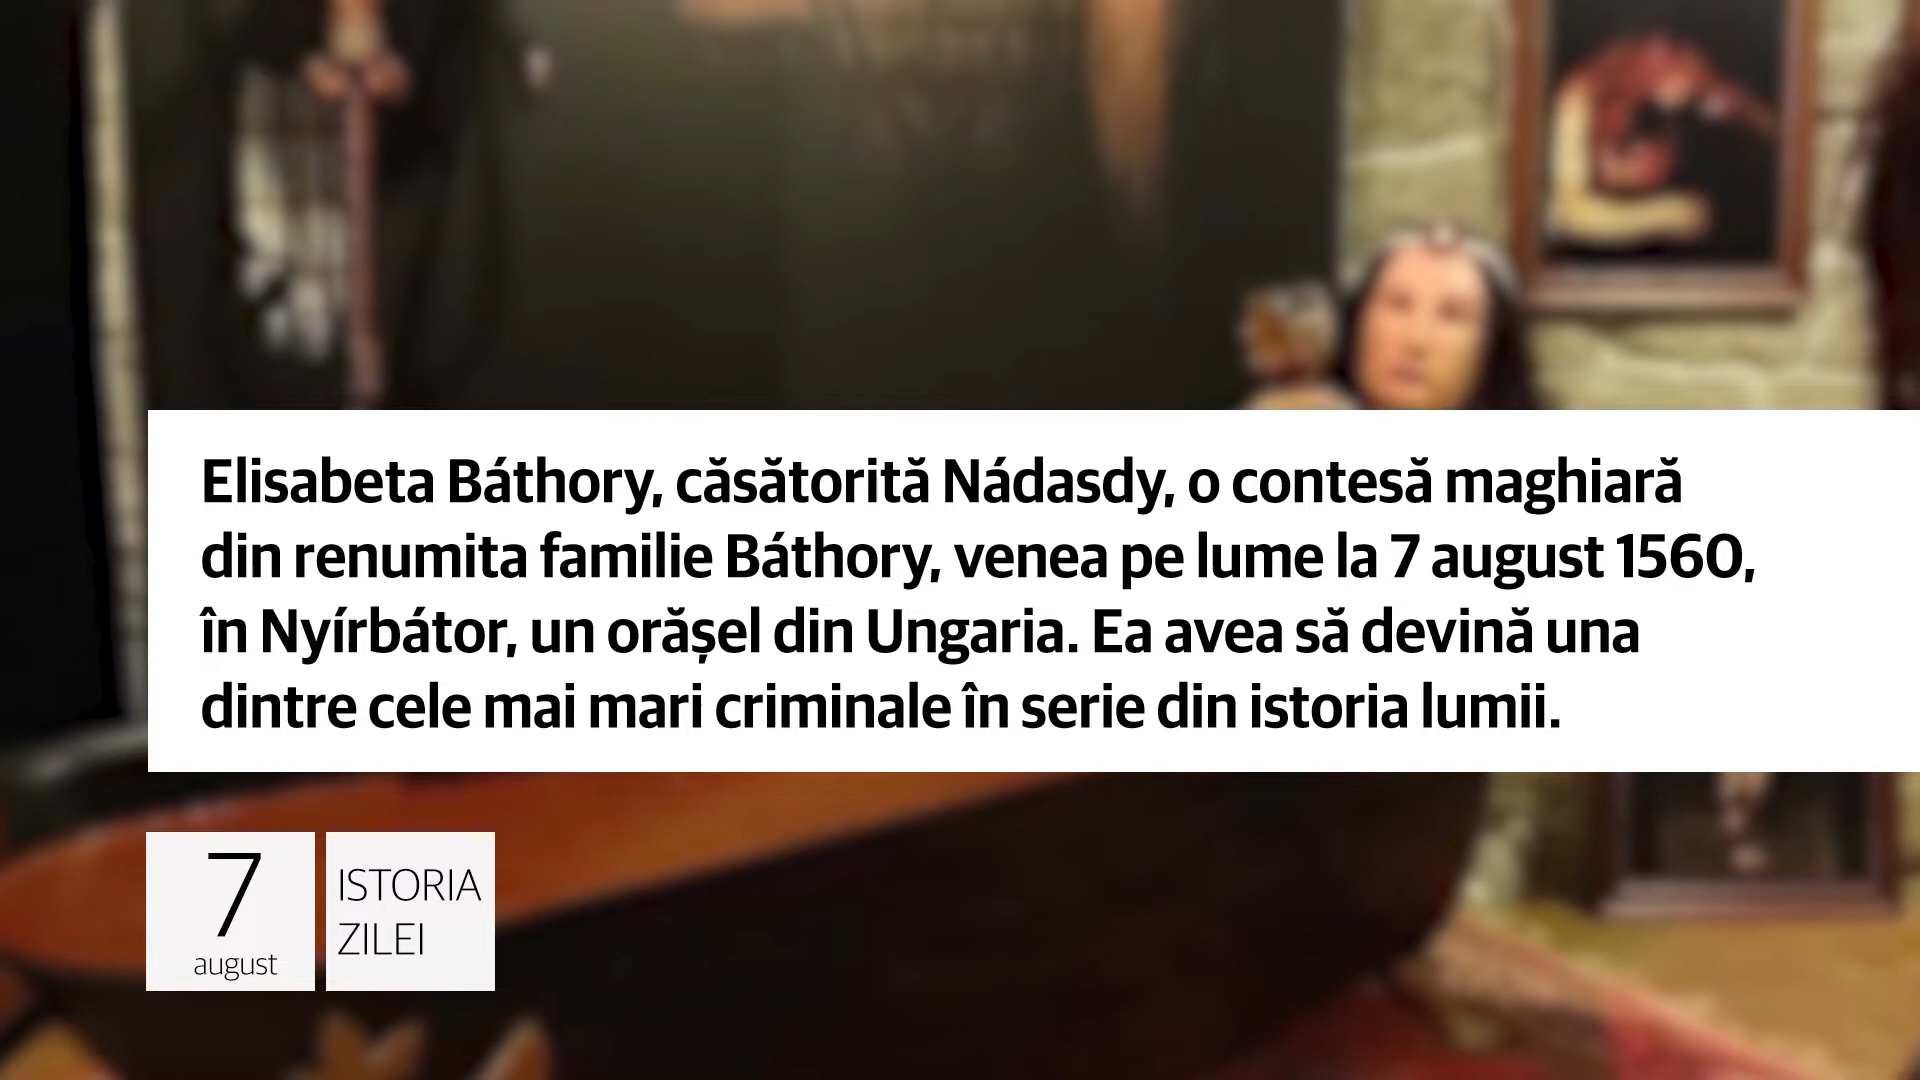 Elisabeta Báthory, căsătorită Nádasdy, o contesă maghiară
din renumita familie Báthory, venea pe lume la 7 august 1560,
în Nyírbátor, un orășel din Ungaria. Ea avea să devină una
dintre cele mai mari criminale în serie din istoria lumii.
7
august
ISTORIA
ZILEI